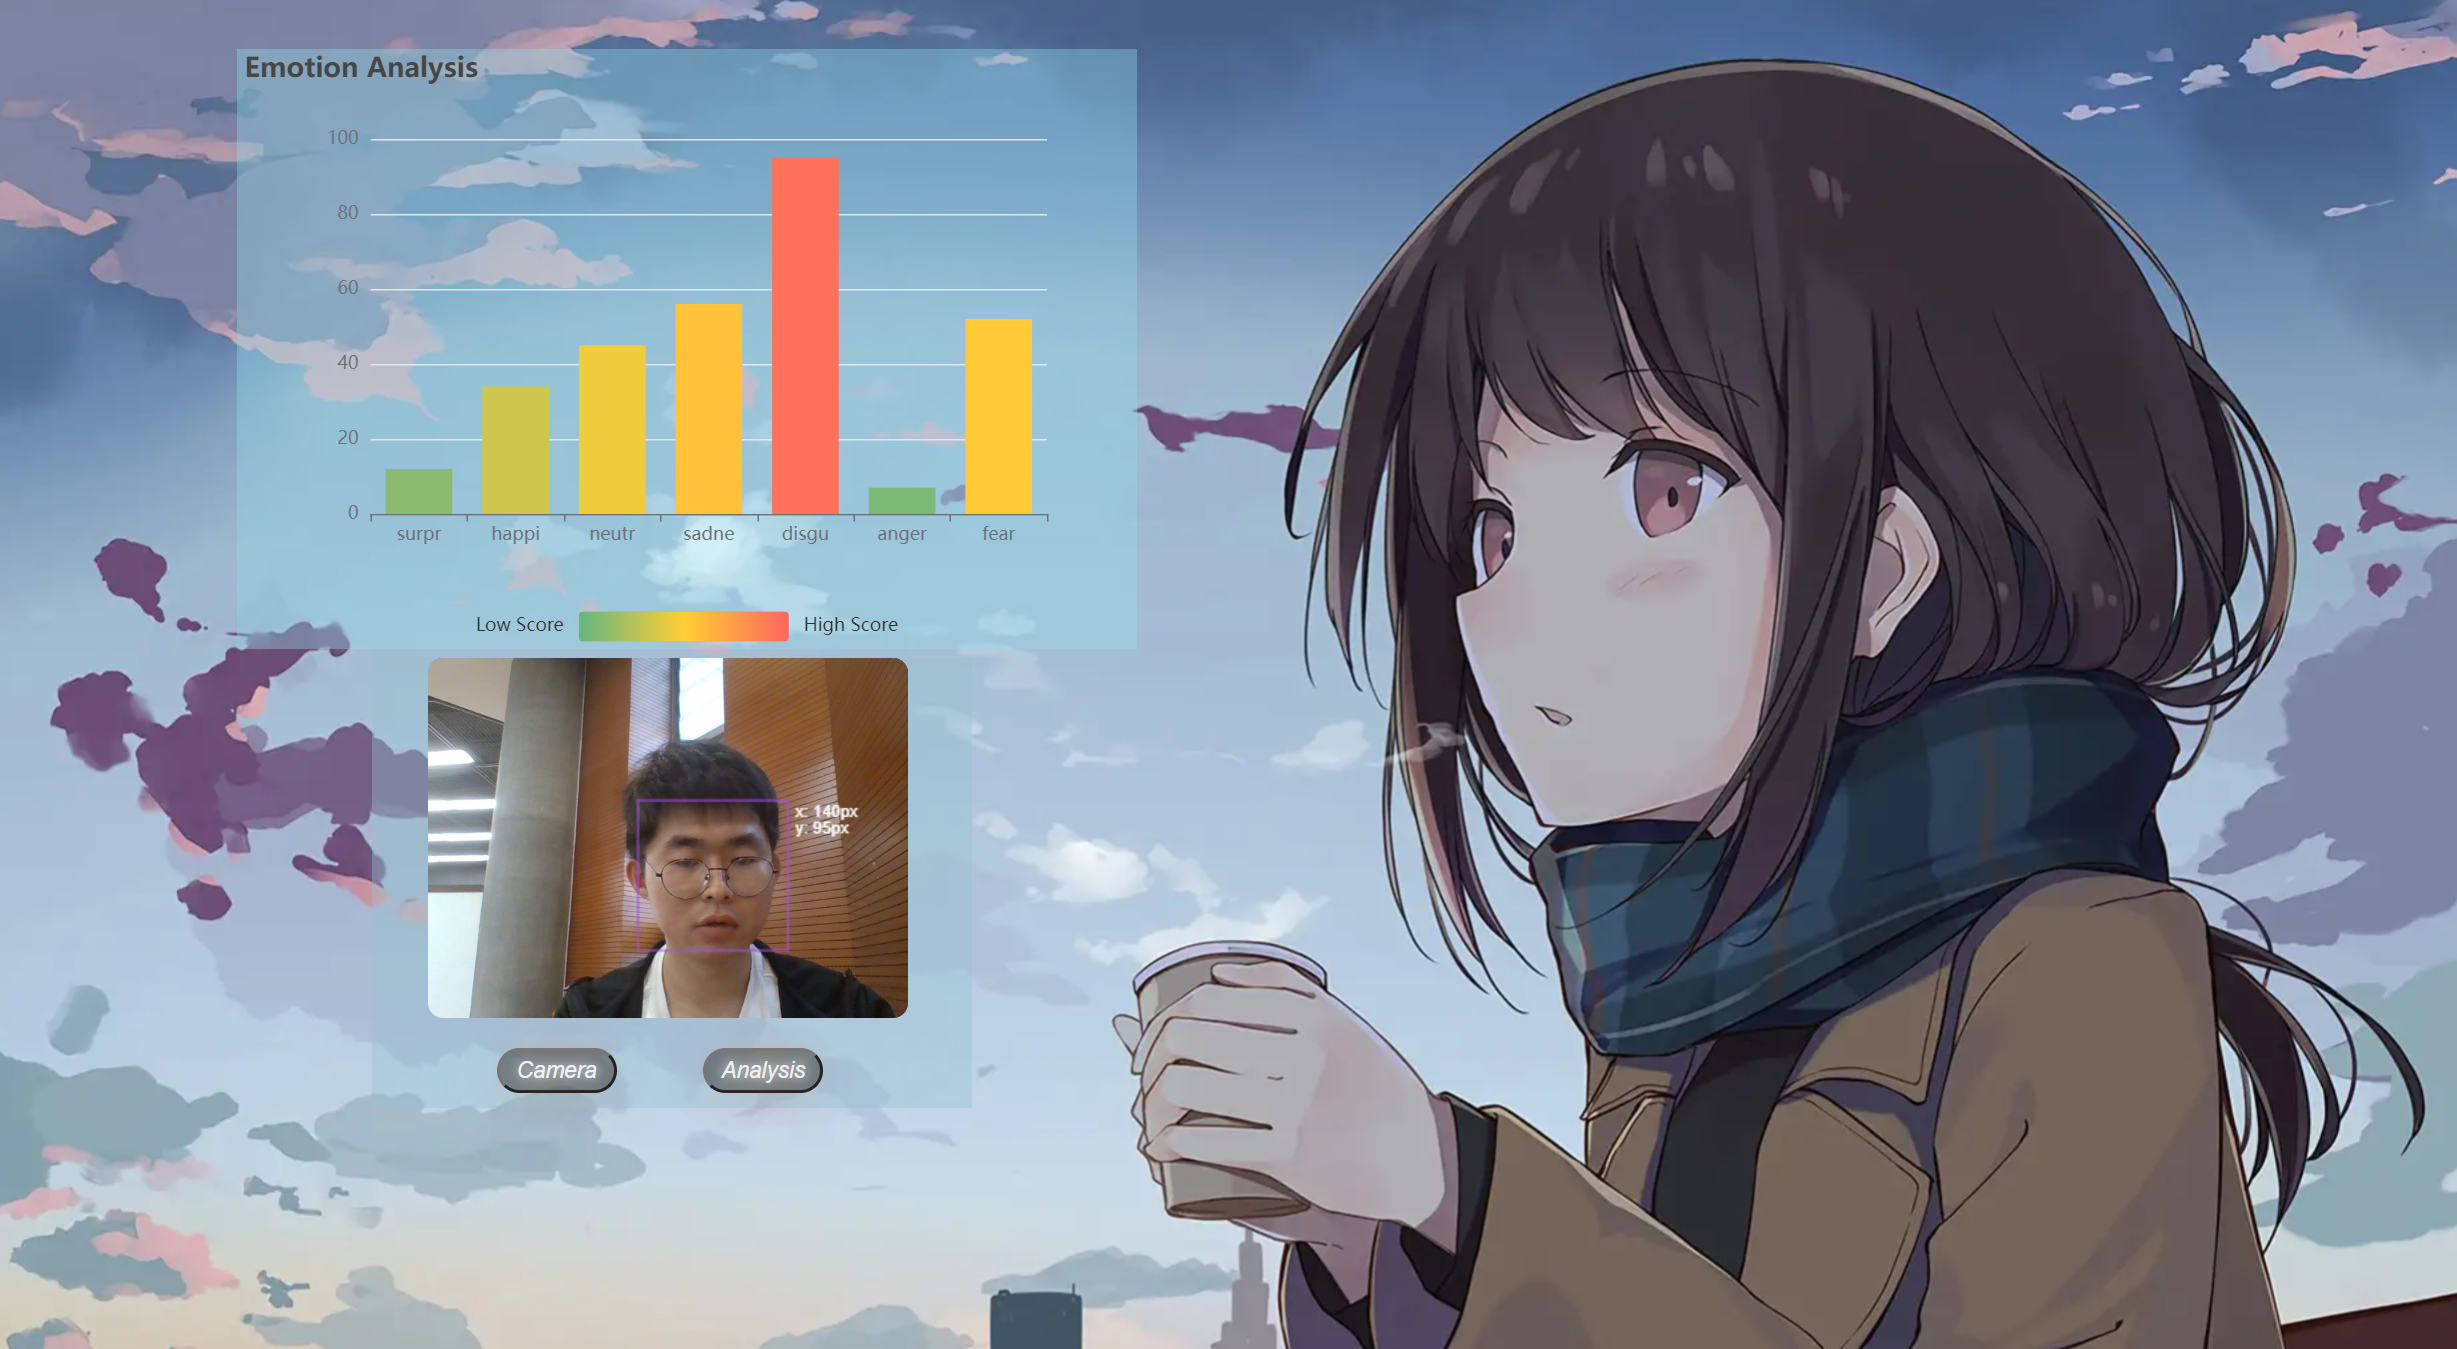 Emotion Analysis
100
80
60
40
20
0
surpr happi neutr sadne disgu anger fear
Low Score High Score
x: 140px
y: 95px
Camera Analysis